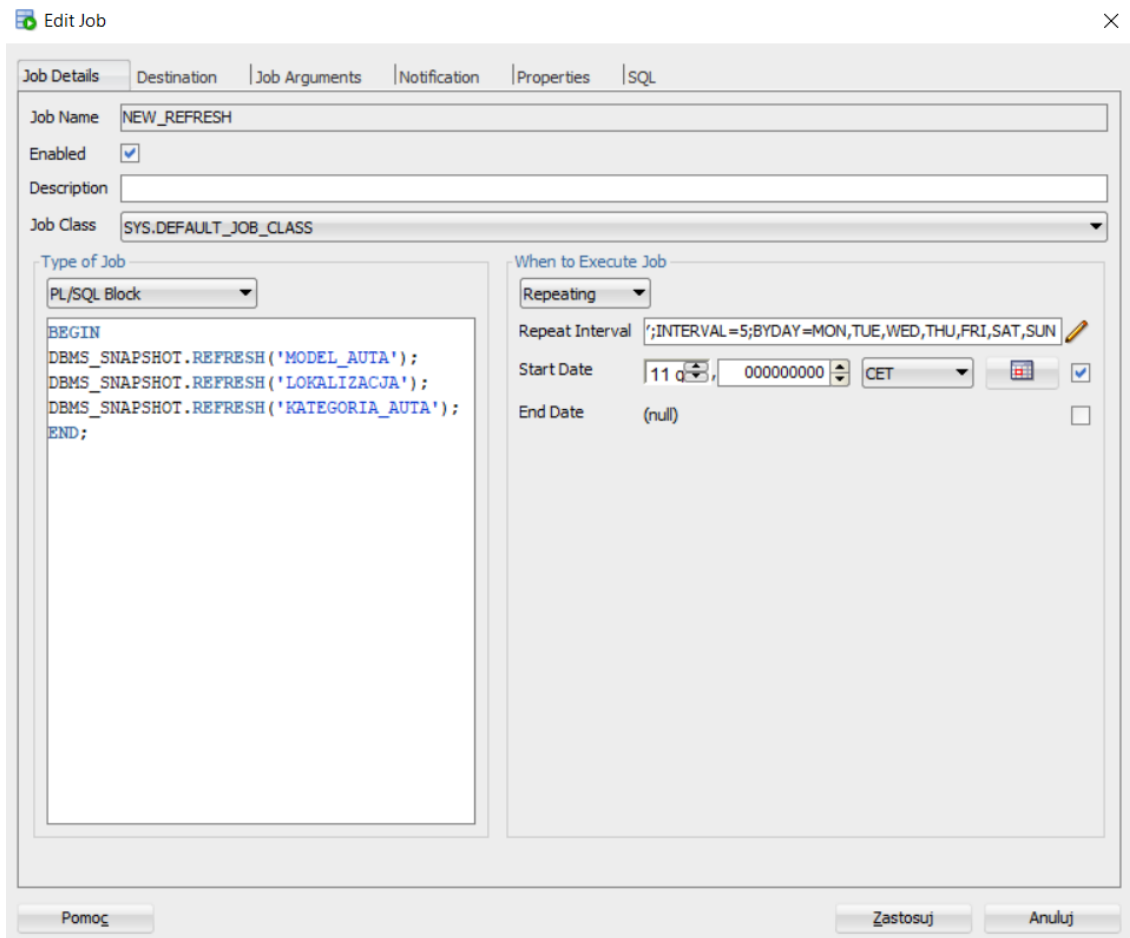 Edit Job
Job Details Destination Job Arguments Notification Properties SQL
Job Name NEW_REFRESH
Enabled
Description
Job Class SYS.DEFAULT_JOB_CLASS
Type of Job
PL/SQL Block
BEGIN
DBMS_SNAPSHOT.REFRESH('MODEL_AUTA');
DBMS_SNAPSHOT.REFRESH('LOKALIZACJA');
DBMS_SNAPSHOT.REFRESH('KATEGORIA_AUTA');
END;
When to Execute Job
Repeating
Repeat Interval ;INTERVAL=5;BYDAY=MON,TUE,WED,THU,FRI,SAT,SUN
Start Date 11 , 000000000 CET
End Date (null)
Pomoc Zastosuj Anuluj